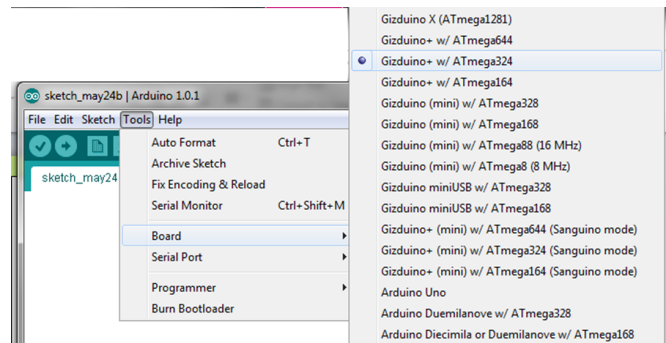 sketch_may24b | Arduino 1.0.1
File Edit Sketch Tools Help
sketch_may24
Auto Format Ctrl+T
Archive Sketch
Fix Encoding & Reload
Serial Monitor Ctrl+Shift+M
Board
Serial Port
Programmer
Burn Bootloader
Gizduino X (ATmega1281)
Gizduino+ w/ ATmega644
Gizduino+ w/ ATmega324
Gizduino+ w/ ATmega164
Gizduino (mini) w/ ATmega328
Gizduino (mini) w/ ATmega168
Gizduino (mini) w/ ATmega88 (16 MHz)
Gizduino (mini) w/ ATmega8 (8 MHz)
Gizduino miniUSB w/ ATmega328
Gizduino miniUSB w/ ATmega168
Gizduino+ (mini) w/ ATmega644 (Sanguino mode)
Gizduino+ (mini) w/ ATmega324 (Sanguino mode)
Gizduino+ (mini) w/ ATmega164 (Sanguino mode)
Arduino Uno
Arduino Duemilanove w/ ATmega328
Arduino Diecimila or Duemilanove w/ ATmega168